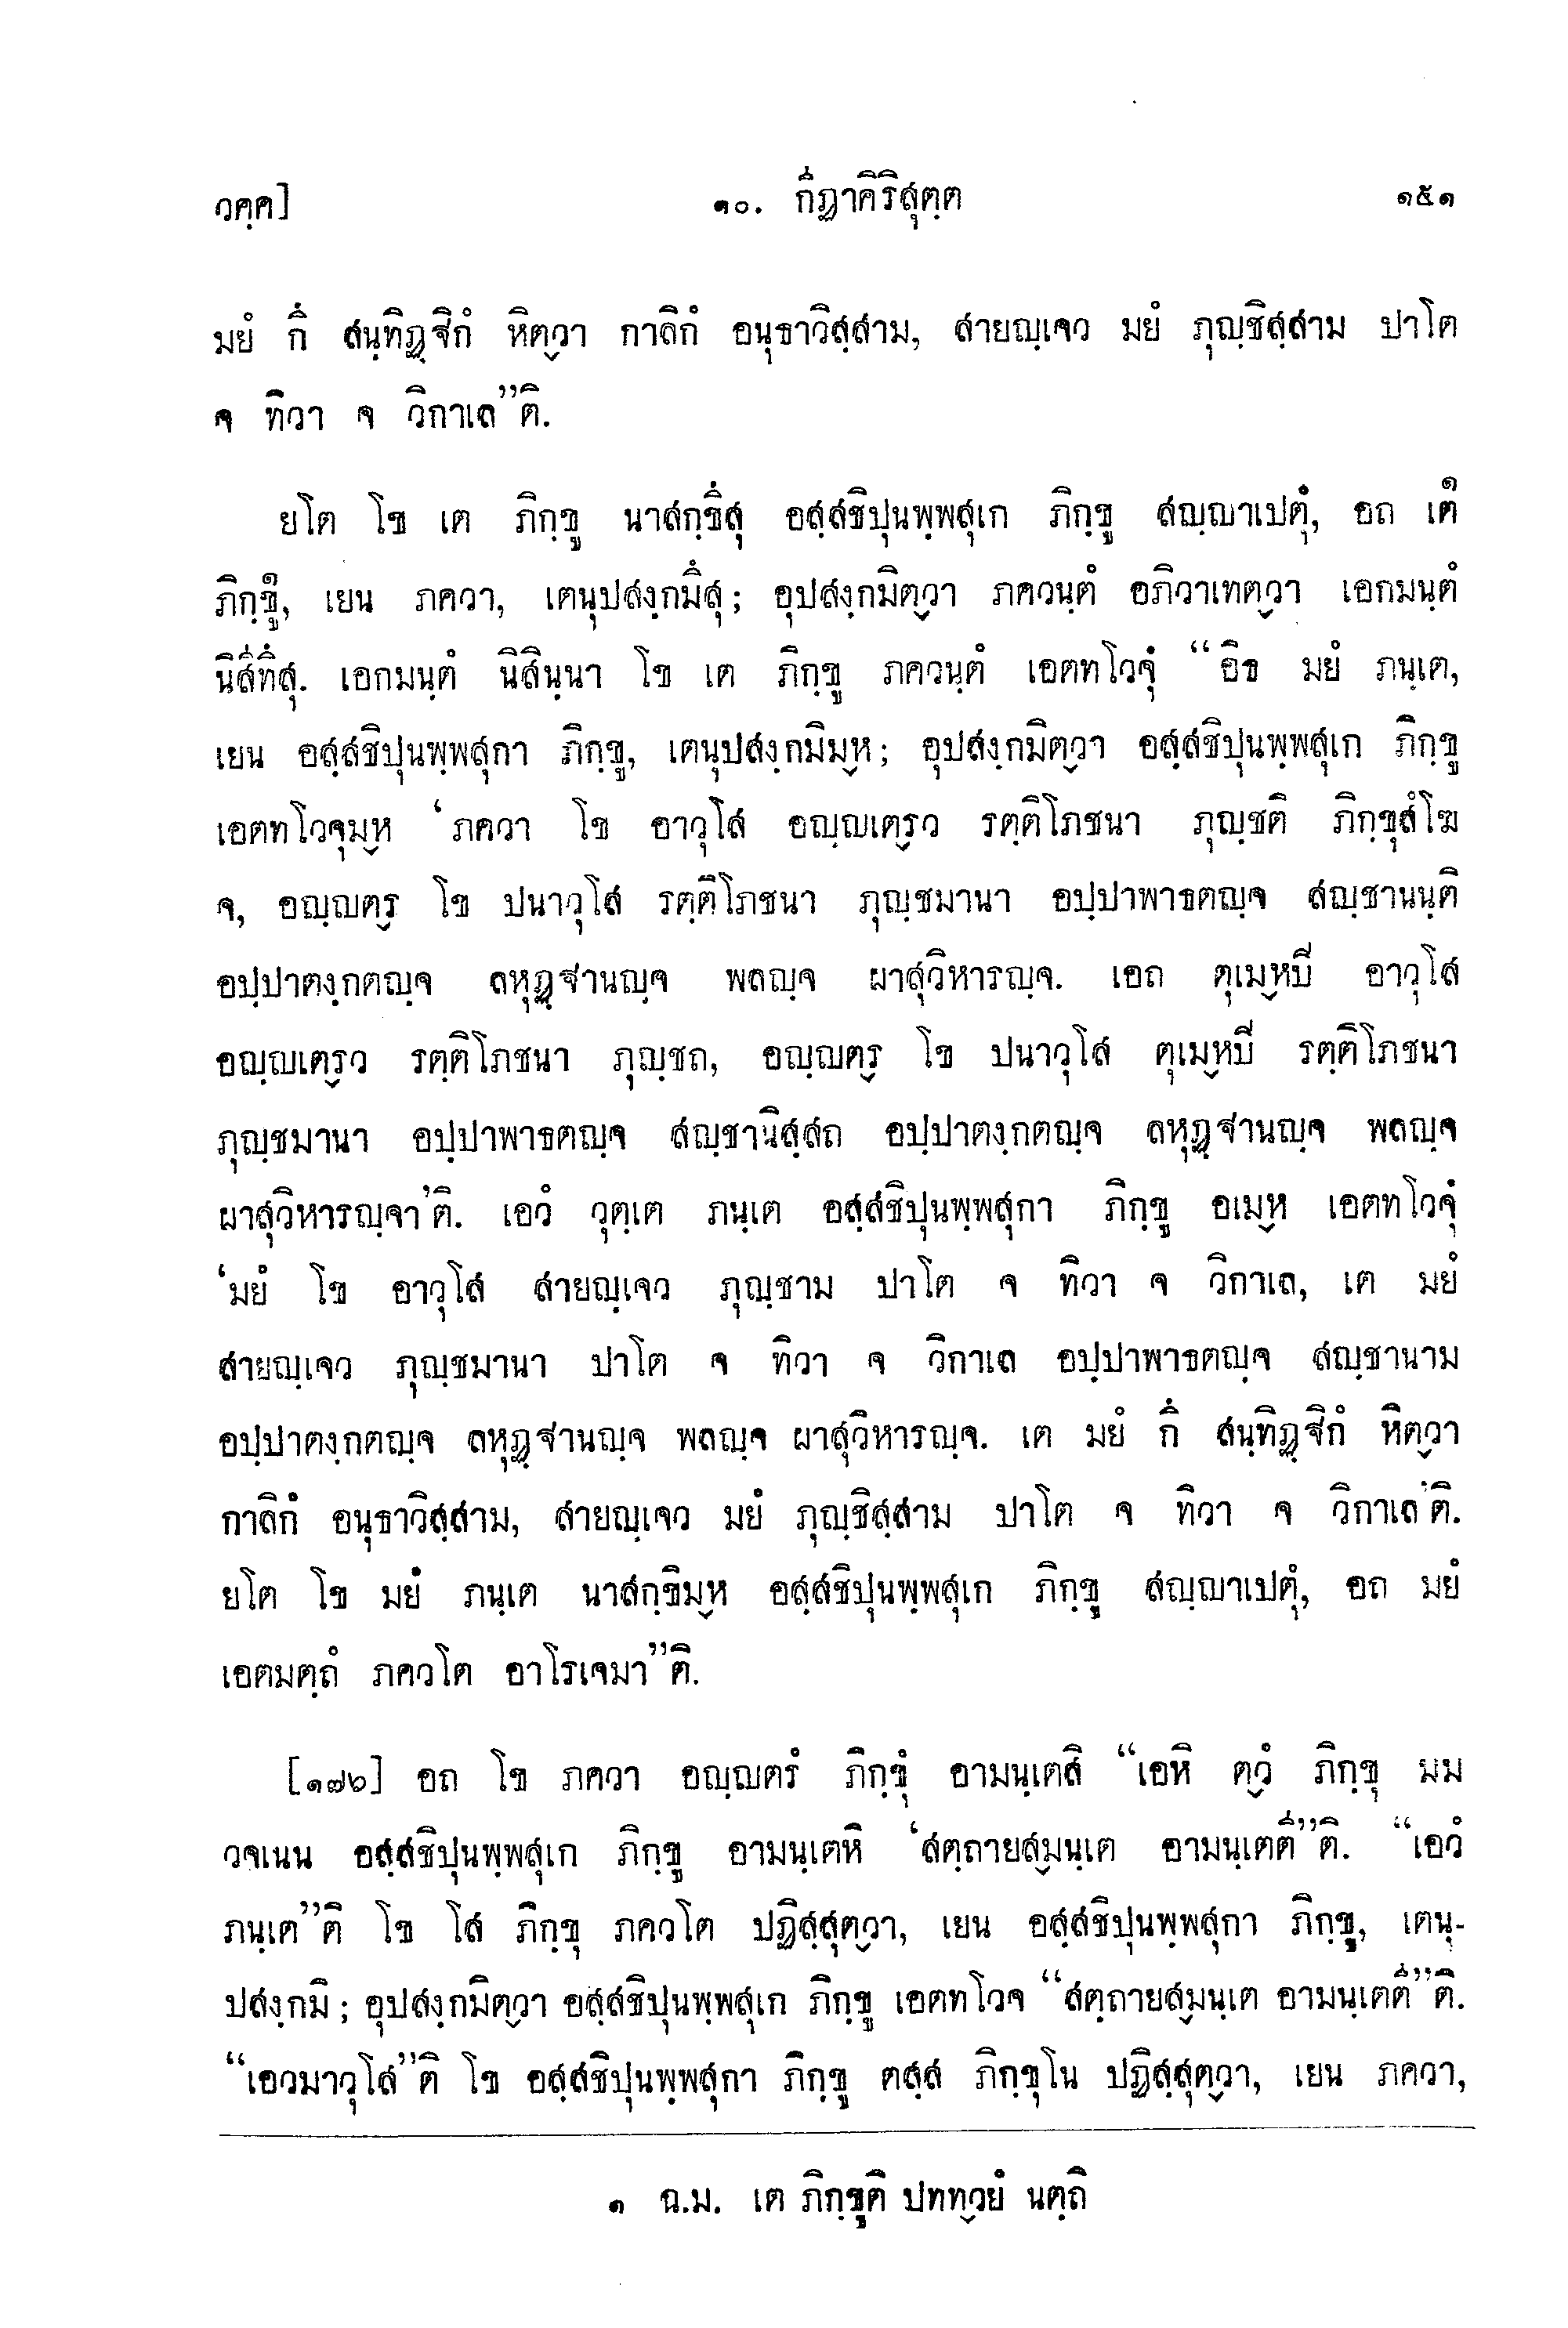 วคฺค]
๑๐. กีฏาคิริสุตฺต
๑๕๑
มยํ กึ สนฺทิฏฺฐิกํ หิตฺวา กาลิกํ อนุธาวิสฺสาม, สายญฺเจว มยํ ภุญฺชิสฺสาม ปาโต
จ ทิวา จ วิกาเล”ติ.
ยโต โข เต ภิกฺขู นาสกฺขึสุ อสฺสชิปุนพฺพสุเก ภิกฺขู สญฺญาเปตุํ, อถ เต๑
ภิกฺขู๑, เยน ภควา, เตนุปสงฺกมึสุ; อุปสงฺกมิตฺวา ภควนฺตํ อภิวาเทตฺวา เอกมนฺตํ
นิสีทึสุ. เอกมนฺตํ นิสินฺนา โข เต ภิกฺขู ภควนฺตํ เอตทโวจุํ “อิธ มยํ ภนฺเต,
เยน อสฺสชิปุนพฺพสุกา ภิกฺขู, เตนุปสงฺกมิมฺห; อุปสงฺกมิตฺวา อสฺสชิปุนพฺพสุเก ภิกฺขู
เอตทโวจุมฺห ‘ภควา โข อาวุโส อญฺญเตฺรว รตฺติโภชนา ภุญฺชติ ภิกฺขุสํโฆ
จ, อญฺญตฺร โข ปนาวุโส รตฺติโภชนา ภุญฺชมานา อปฺปาพาธตญฺจ สญฺชานนฺติ
อปฺปาตงฺกตญฺจ ลหุฏฺฐานญฺจ พลญฺจ ผาสุวิหารญฺจ. เอถ ตุเมฺหปิ อาวุโส
อญฺญเตฺรว รตฺติโภชนา ภุญฺชถ, อญฺญตฺร โข ปนาวุโส ตุเมฺหปิ รตฺติโภชนา
ภุญฺชมานา อปฺปาพาธตญฺจ สญฺชานิสฺสถ อปฺปาตงฺกตญฺจ ลหุฏฺฐานญฺจ พลญฺจ
ผาสุวิหารญฺจา’ติ. เอวํ วุตฺเต ภนฺเต อสฺสชิปุนพฺพสุกา ภิกฺขู อเมฺห เอตทโวจุํ
‘มยํ โข อาวุโส สายญฺเจว ภุญฺชาม ปาโต จ ทิวา จ วิกาเล, เต มยํ
สายญฺเจว ภุญฺชมานา ปาโต จ ทิวา จ วิกาเล อปฺปาพาธตญฺจ สญฺชานาม
อปฺปาตงฺกตญฺจ ลหุฏฺฐานญฺจ พลญฺจ ผาสุวิหารญฺจ. เต มยํ กึ สนฺทิฏฺฐิกํ หิตฺวา
กาลิกํ อนุธาวิสฺสาม, สายญฺเจว มยํ ภุญฺชิสฺสาม ปาโต จ ทิวา จ วิกาเล’ติ.
ยโต โข มยํ ภนฺเต นาสกฺขิมฺห อสฺสชิปุนพฺพสุเก ภิกฺขู สญฺญาเปตุํ, อถ มยํ
เอตมตฺถํ ภควโต อาโรเจมา”ติ.
[๑๗๖] อถ โข ภควา อญฺญตรํ ภิกฺขุํ อามนฺเตสิ “เอหิ ตฺวํ ภิกฺขุ มม
วจเนน อสฺสชิปุนพฺพสุเก ภิกฺขู อามนฺเตหิ ‘สตฺถายสฺมนฺเต อามนฺเตตี”ติ. “เอวํ
ภนฺเต”ติ โข โส ภิกฺขุ ภควโต ปฏิสฺสุตฺวา, เยน อสฺสชิปุนพฺพสุกา ภิกฺขู, เตนุ-
ปสงฺกมิ; อุปสงฺกมิตฺวา อสฺสชิปุนพฺพสุเก ภิกฺขู เอตทโวจ “สตฺถายสฺมนฺเต อามนฺเตตี”ติ.
“เอวมาวุโส”ติ โข อสฺสชิปุนพฺพสุกา ภิกฺขู ตสฺส ภิกฺขุโน ปฏิสฺสุตฺวา, เยน ภควา,
๑ ฉ.ม. เต ภิกฺขูติ ปททฺวยํ นตฺถิ